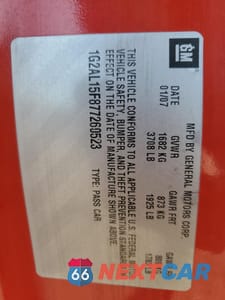 GM
MFD BY GENERAL MOTORS CORP
DATE GVWR GAWR FRT
01/07 1682 KG 873 KG
3708 LB 1925 LB
THIS VEHICLE CONFORMS TO ALL APPLICABLE U.S. FEDERAL
VEHICLE SAFETY, BUMPER, AND THEFT PREVENTION STANDARDS
EFFECT ON THE DATE OF MANUFACTURE SHOWN ABOVE.
1G2AL15F877260523
TYPE: PASS CAR
66 NEXTCAR